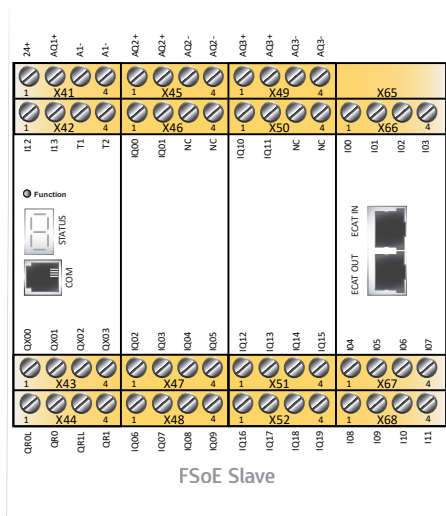 24+ AQ1+ A1- A1- AQ2+ AQ2+ AQ2- AQ2- AQ3+ AQ3+ AQ3- AQ3-
1 X41 4 1 X45 4 1 X49 4 X65
1 X42 4 1 X46 4 1 X50 4 1 X66 4
I12 I13 T1 T2 IQ00 IQ01 NC NC IQ10 IQ11 NC NC I00 I01 I02 I03
Function
STATUS
COM
ECAT IN
ECAT OUT
QX00 QX01 QX02 QX03 IQ02 IQ03 IQ04 IQ05 IQ12 IQ13 IQ14 IQ15 I04 I05 I06 I07
1 X43 4 1 X47 4 1 X51 4 1 X67 4
1 X44 4 1 X48 4 1 X52 4 1 X68 4
QR0L QR0 QR1L QR1 IQ06 IQ07 IQ08 IQ09 IQ16 IQ17 IQ18 IQ19 I08 I09 I10 I11
FSoE Slave